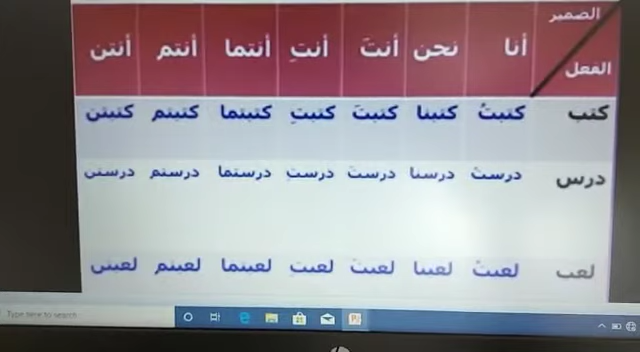 الضمير
الفعل أنا نحن أنتَ أنتِ أنتما أنتم أنتن
كتب كتبتُ كتبنا كتبتَ كتبتِ كتبتما كتبتم كتبتن
درس درستُ درسنا درستَ درستِ درستما درستم درستن
لعب لعبتُ لعبنا لعبتَ لعبتِ لعبتما لعبتم لعبتن
Type here to search